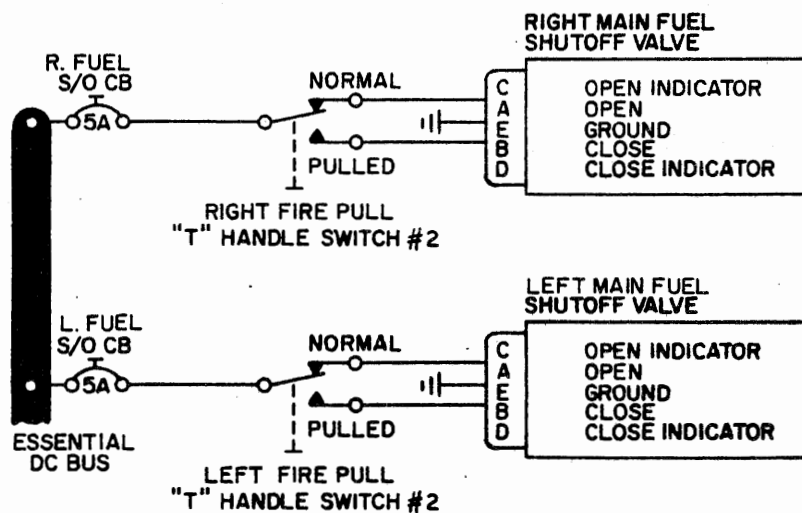 RIGHT MAIN FUEL
SHUTOFF VALVE
R. FUEL
S/O CB
5A
NORMAL
PULLED
C OPEN INDICATOR
A OPEN
E GROUND
B CLOSE
D CLOSE INDICATOR
RIGHT FIRE PULL
"T" HANDLE SWITCH #2
LEFT MAIN FUEL
SHUTOFF VALVE
L. FUEL
S/O CB
5A
NORMAL
PULLED
C OPEN INDICATOR
A OPEN
E GROUND
B CLOSE
D CLOSE INDICATOR
ESSENTIAL
DC BUS
LEFT FIRE PULL
"T" HANDLE SWITCH #2